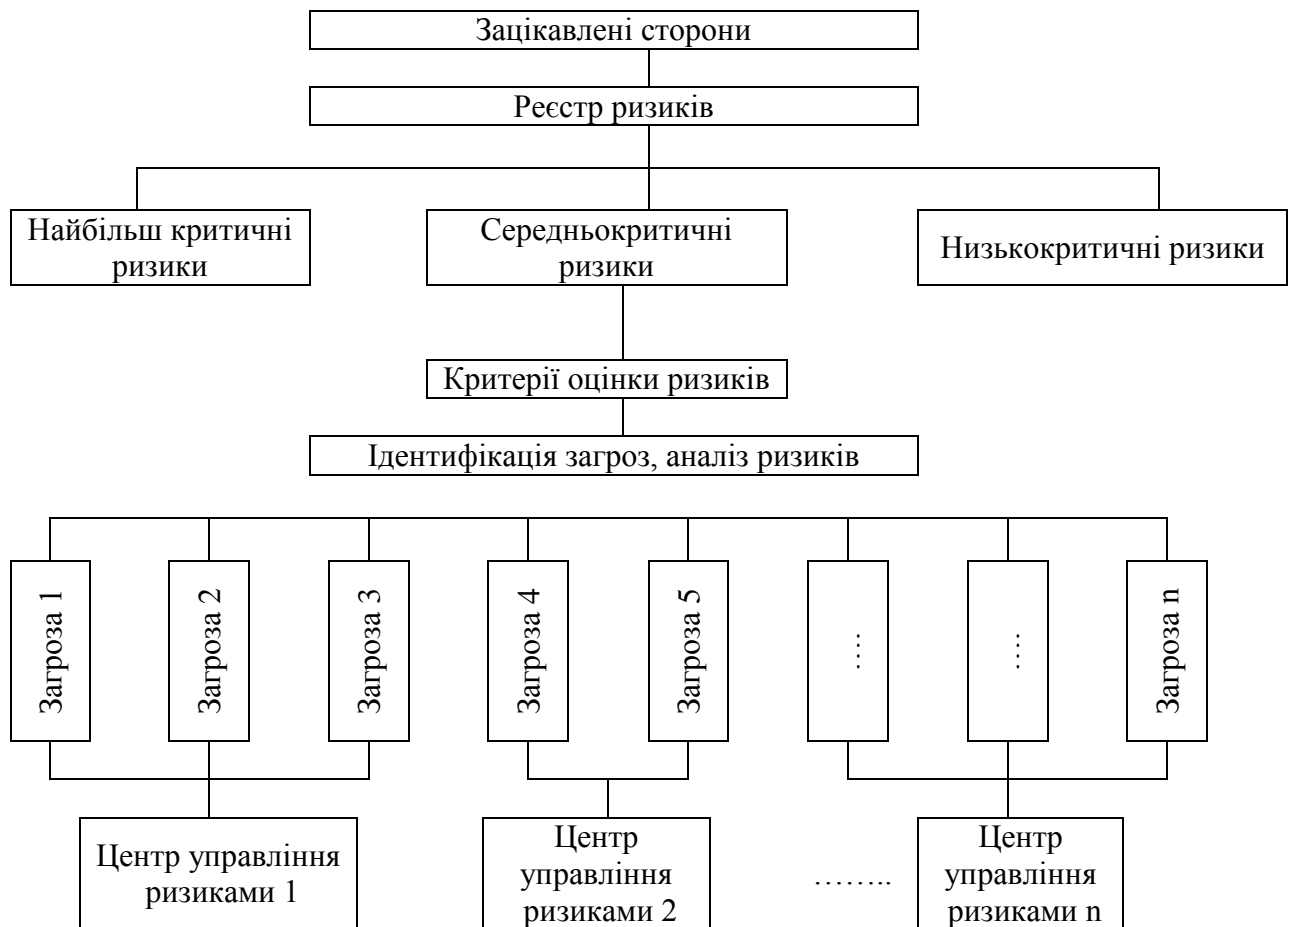 Зацікавлені сторони
Реєстр ризиків
Найбільш критичні
ризики
Середньокритичні
ризики
Низькокритичні ризики
Критерії оцінки ризиків
Ідентифікація загроз, аналіз ризиків
Загроза 1
Загроза 2
Загроза 3
Загроза 4
Загроза 5
…..
…..
Загроза n
Центр управління
ризиками 1
Центр
управління
ризиками 2
……..
Центр
управління
ризиками n